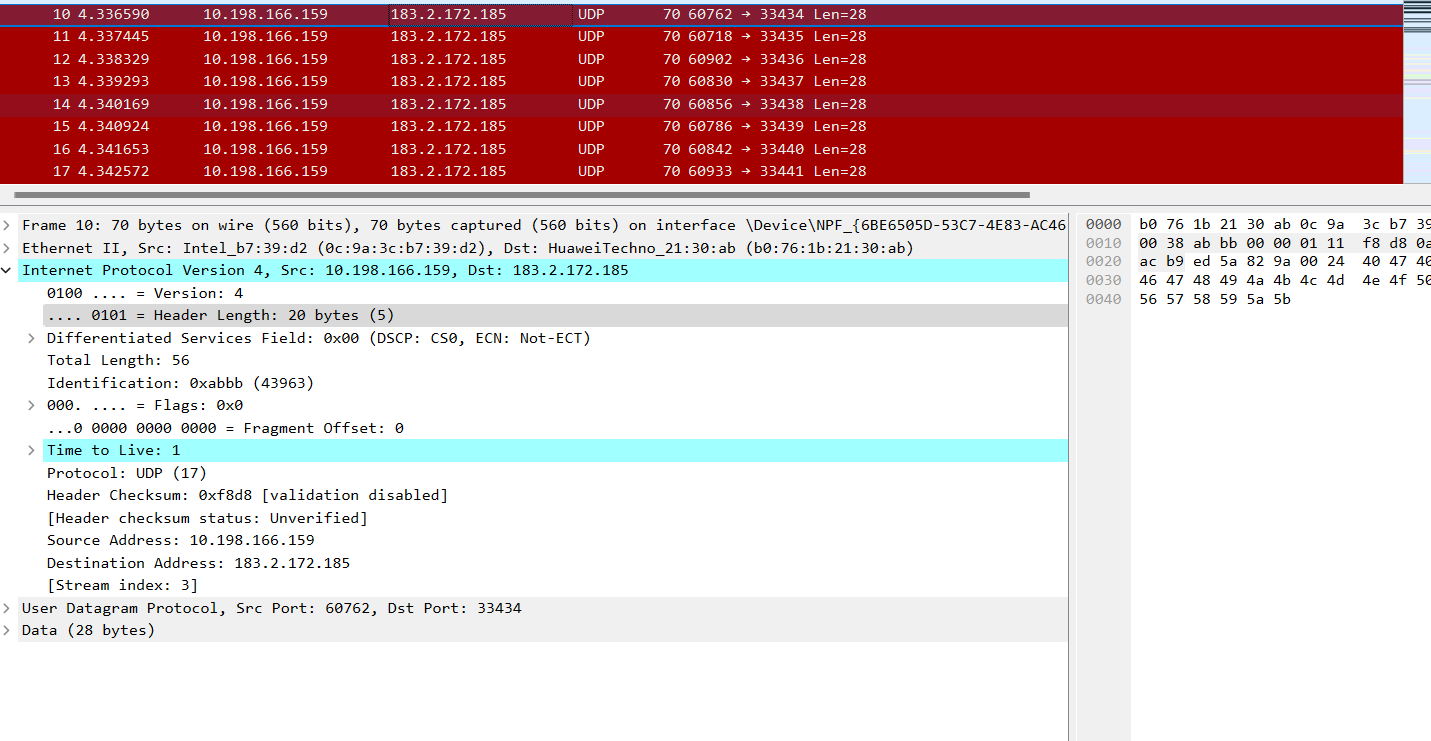 10 4.336590 10.198.166.159 183.2.172.185 UDP 70 60762 → 33434 Len=28
11 4.337445 10.198.166.159 183.2.172.185 UDP 70 60718 → 33435 Len=28
12 4.338329 10.198.166.159 183.2.172.185 UDP 70 60902 → 33436 Len=28
13 4.339293 10.198.166.159 183.2.172.185 UDP 70 60830 → 33437 Len=28
14 4.340169 10.198.166.159 183.2.172.185 UDP 70 60856 → 33438 Len=28
15 4.340924 10.198.166.159 183.2.172.185 UDP 70 60786 → 33439 Len=28
16 4.341653 10.198.166.159 183.2.172.185 UDP 70 60842 → 33440 Len=28
17 4.342572 10.198.166.159 183.2.172.185 UDP 70 60933 → 33441 Len=28
Frame 10: 70 bytes on wire (560 bits), 70 bytes captured (560 bits) on interface \Device\NPF_{6BE6505D-53C7-4E83-AC46
Ethernet II, Src: Intel_b7:39:d2 (0c:9a:3c:b7:39:d2), Dst: HuaweiTechno_21:30:ab (b0:76:1b:21:30:ab)
Internet Protocol Version 4, Src: 10.198.166.159, Dst: 183.2.172.185
0100 .... = Version: 4
.... 0101 = Header Length: 20 bytes (5)
Differentiated Services Field: 0x00 (DSCP: CS0, ECN: Not-ECT)
Total Length: 56
Identification: 0xabbb (43963)
000. .... = Flags: 0x0
...0 0000 0000 0000 = Fragment Offset: 0
Time to Live: 1
Protocol: UDP (17)
Header Checksum: 0xf8d8 [validation disabled]
[Header checksum status: Unverified]
Source Address: 10.198.166.159
Destination Address: 183.2.172.185
[Stream index: 3]
User Datagram Protocol, Src Port: 60762, Dst Port: 33434
Data (28 bytes)
0000 b0 76 1b 21 30 ab 0c 9a 3c b7 39
0010 00 38 ab bb 00 00 01 11 f8 d8 0a
0020 ac b9 ed 5a 82 9a 00 24 40 47 40
0030 46 47 48 49 4a 4b 4c 4d 4e 4f 50
0040 56 57 58 59 5a 5b